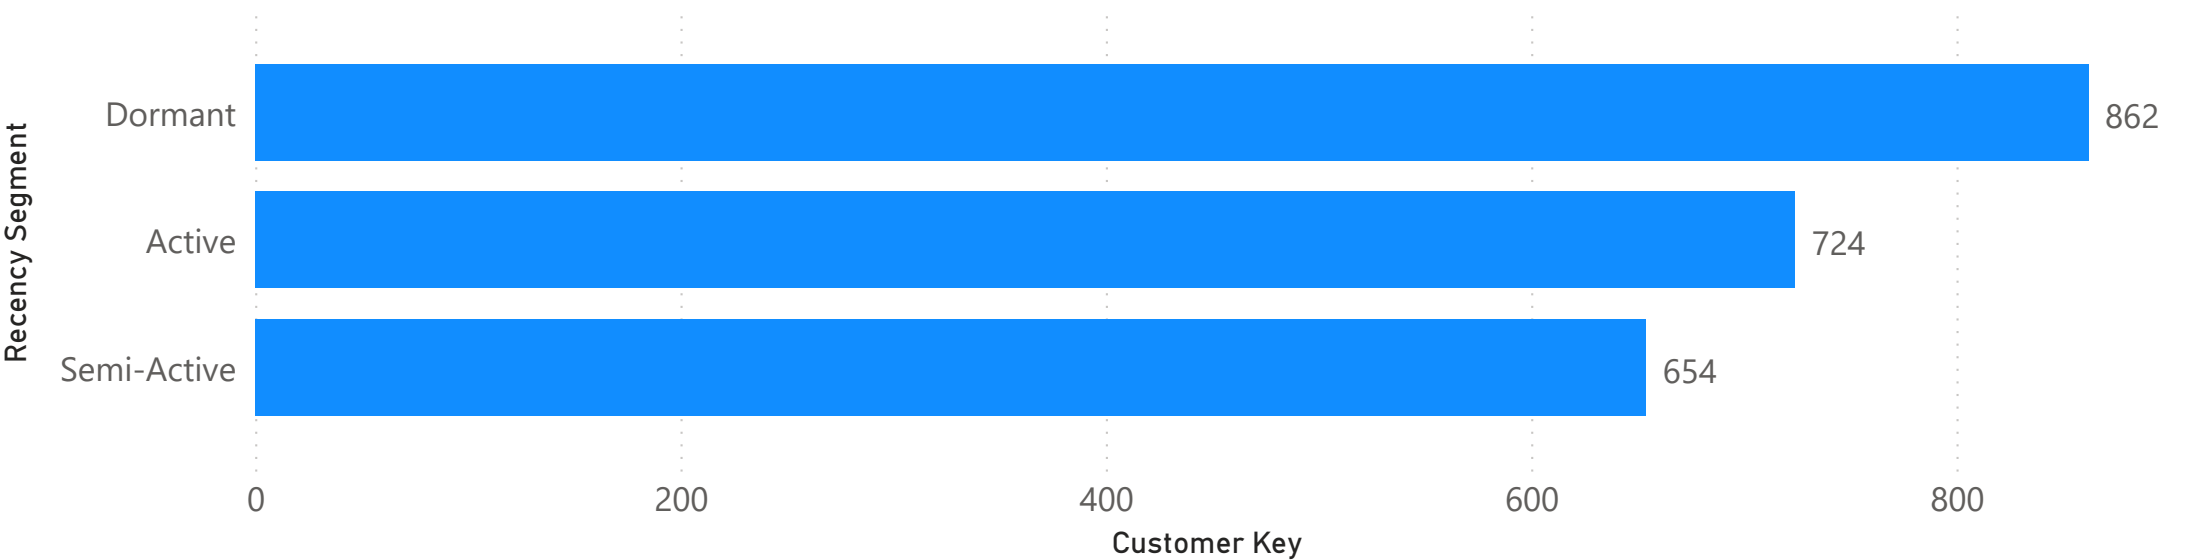 Recency Segment
Dormant
862
Active
724
Semi-Active
654
0 200 400 600 800
Customer Key